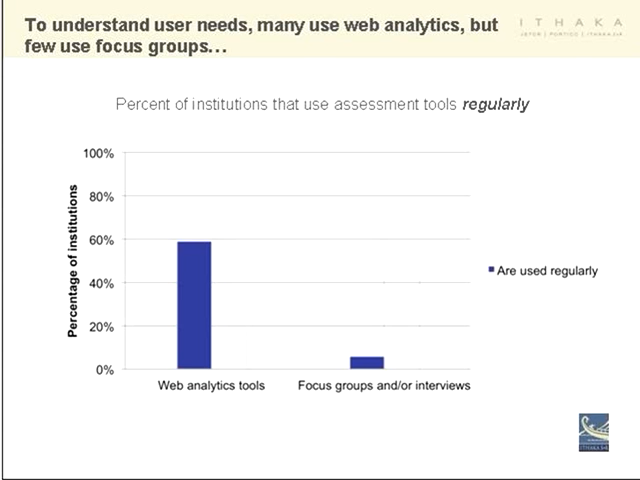 To understand user needs, many use web analytics, but
few use focus groups...
ITHAKA
JSTOR | PORTICO | ITHAKA S+R
Percent of institutions that use assessment tools regularly
Percentage of institutions
100%
80%
60%
40%
20%
0%
Web analytics tools
Focus groups and/or interviews
Are used regularly
ITHAKA S+R